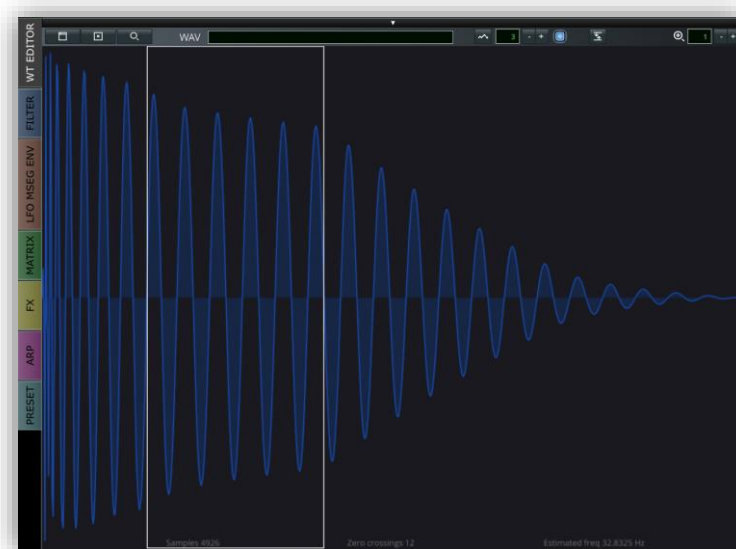 WT EDITOR
WAV
3
- +
1
- +
FILTER
LFO MSEG ENV
MATRIX
FX
ARP
PRESET
Samples 4926
Zero crossings 12
Estimated freq 32.8325 Hz